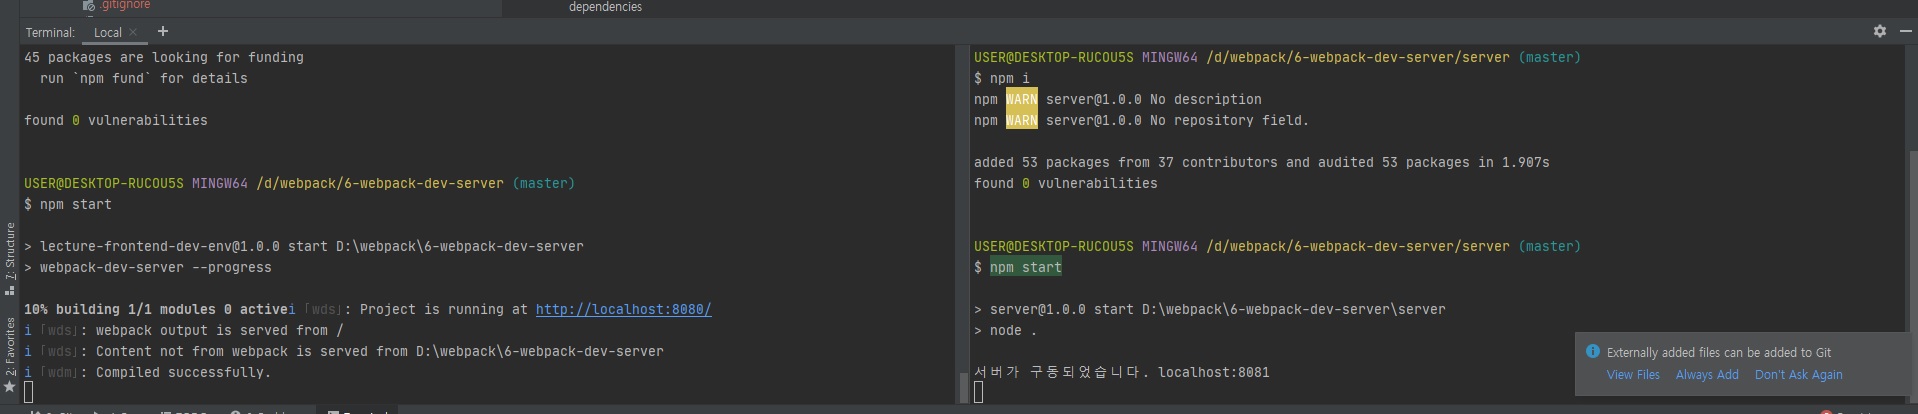 .gitignore
dependencies
Terminal: Local × +
45 packages are looking for funding
run `npm fund` for details
found 0 vulnerabilities
USER@DESKTOP-RUCOU5S MINGW64 /d/webpack/6-webpack-dev-server (master)
$ npm start
> lecture-frontend-dev-env@1.0.0 start D:\webpack\6-webpack-dev-server
> webpack-dev-server --progress
10% building 1/1 modules 0 activei ｢wds｣: Project is running at http://localhost:8080/
i ｢wds｣: webpack output is served from /
i ｢wds｣: Content not from webpack is served from D:\webpack\6-webpack-dev-server
i ｢wdm｣: Compiled successfully.
USER@DESKTOP-RUCOU5S MINGW64 /d/webpack/6-webpack-dev-server/server (master)
$ npm i
npm WARN server@1.0.0 No description
npm WARN server@1.0.0 No repository field.
added 53 packages from 37 contributors and audited 53 packages in 1.907s
found 0 vulnerabilities
USER@DESKTOP-RUCOU5S MINGW64 /d/webpack/6-webpack-dev-server/server (master)
$ npm start
> server@1.0.0 start D:\webpack\6-webpack-dev-server\server
> node .
서버가 구동되었습니다. localhost:8081
Externally added files can be added to Git
View Files Always Add Don't Ask Again
7: Structure
2: Favorites